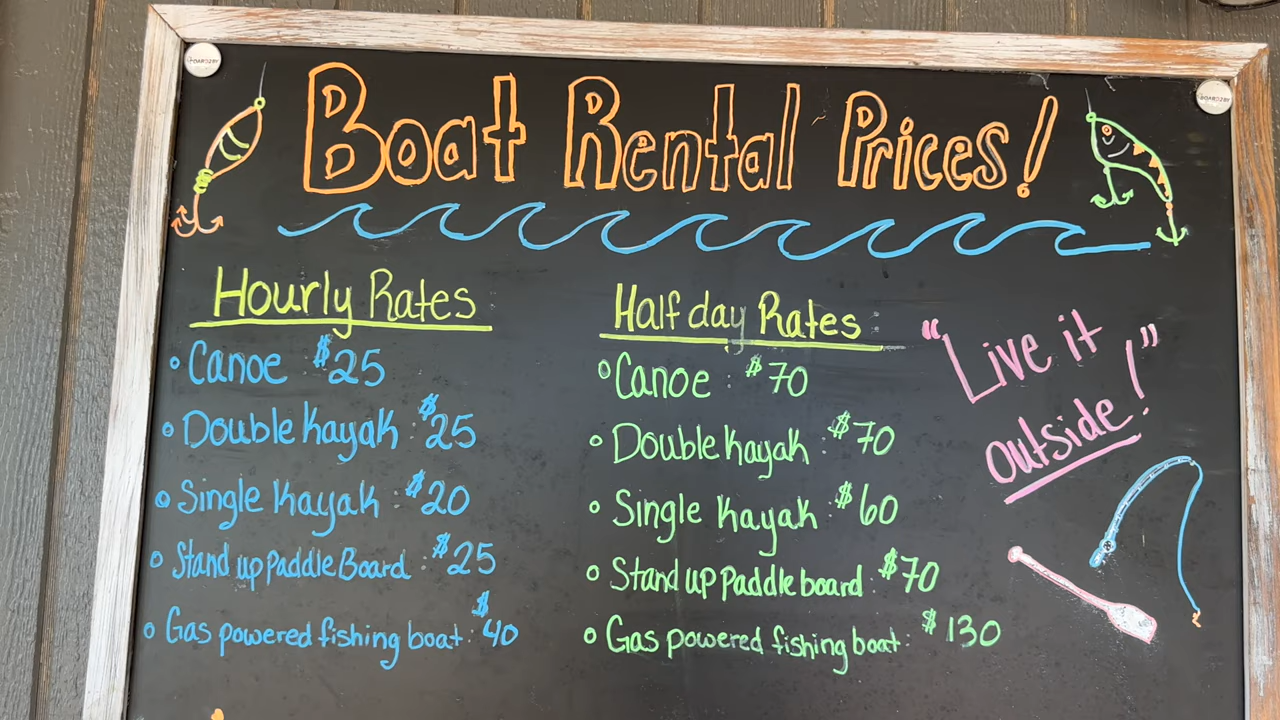 Boat Rental Prices!
Hourly Rates
• Canoe $25
• Double Kayak : $25
• Single Kayak : $20
• Stand up Paddle Board : $25
• Gas powered fishing boat : $40
Half day Rates :
• Canoe : $70
• Double Kayak : $70
• Single Kayak : $60
• Stand up Paddle board : $70
• Gas powered fishing boat : $130
"Live it
outside!"
BOARD2BY
BOARD2BY